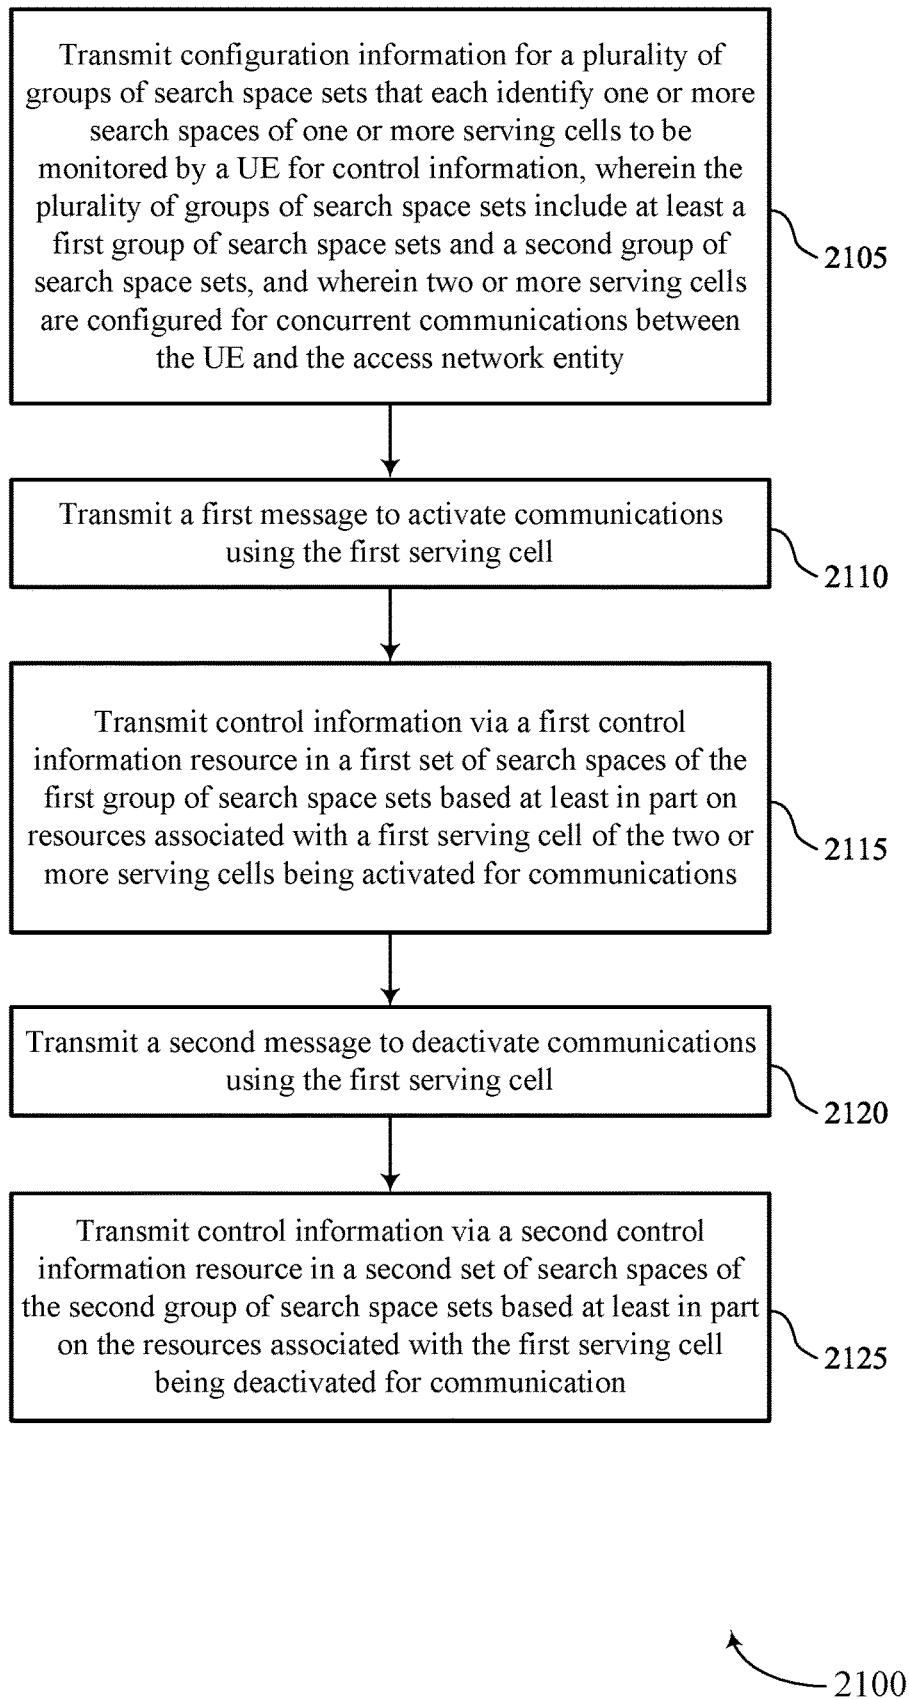 Transmit configuration information for a plurality of
groups of search space sets that each identify one or more
search spaces of one or more serving cells to be
monitored by a UE for control information, wherein the
plurality of groups of search space sets include at least a
first group of search space sets and a second group of
search space sets, and wherein two or more serving cells
are configured for concurrent communications between
the UE and the access network entity
2105
Transmit a first message to activate communications
using the first serving cell
2110
Transmit control information via a first control
information resource in a first set of search spaces of the
first group of search space sets based at least in part on
resources associated with a first serving cell of the two or
more serving cells being activated for communications
2115
Transmit a second message to deactivate communications
using the first serving cell
2120
Transmit control information via a second control
information resource in a second set of search spaces of
the second group of search space sets based at least in part
on the resources associated with the first serving cell
being deactivated for communication
2125
2100